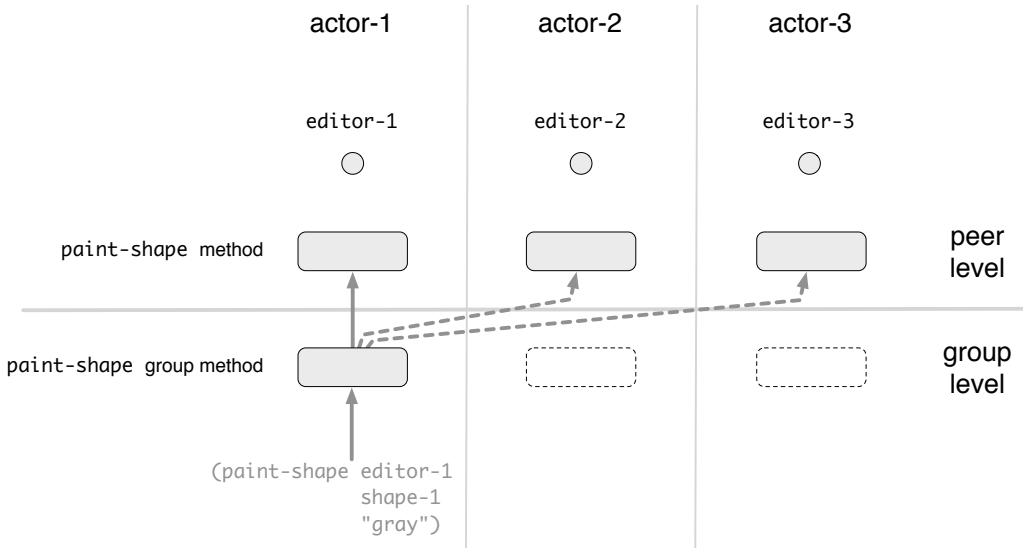 actor-1 actor-2 actor-3
editor-1 editor-2 editor-3
paint-shape method
peer
level
paint-shape group method
group
level
(paint-shape editor-1
shape-1
"gray")